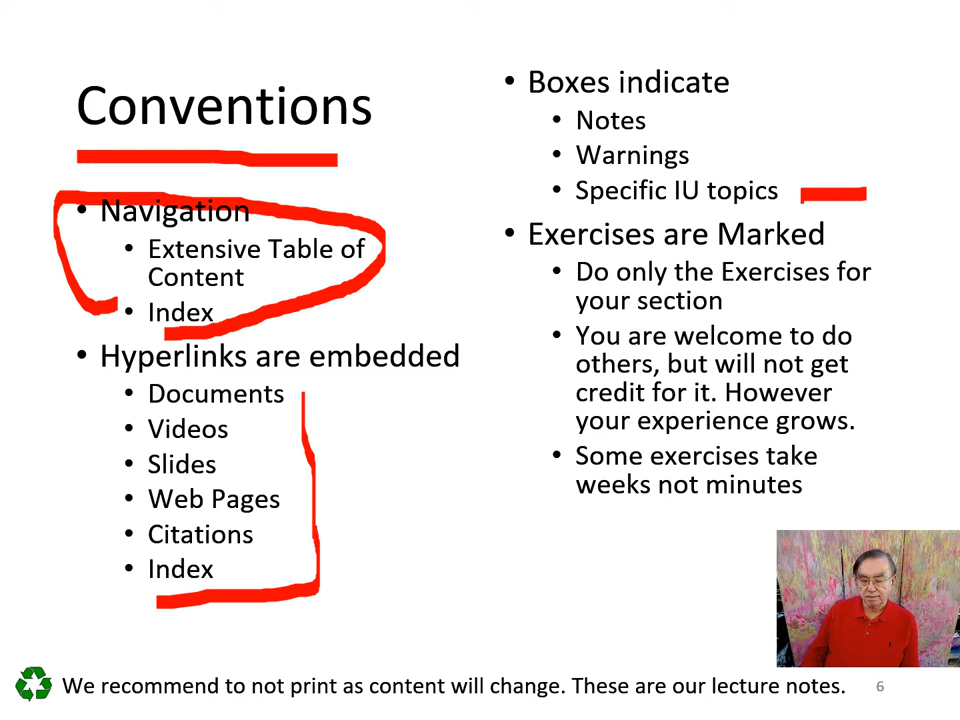 Conventions
• Navigation
• Extensive Table of
Content
• Index
• Hyperlinks are embedded
• Documents
• Videos
• Slides
• Web Pages
• Citations
• Index
• Boxes indicate
• Notes
• Warnings
• Specific IU topics
• Exercises are Marked
• Do only the Exercises for
your section
• You are welcome to do
others, but will not get
credit for it. However
your experience grows.
• Some exercises take
weeks not minutes
We recommend to not print as content will change. These are our lecture notes.
6